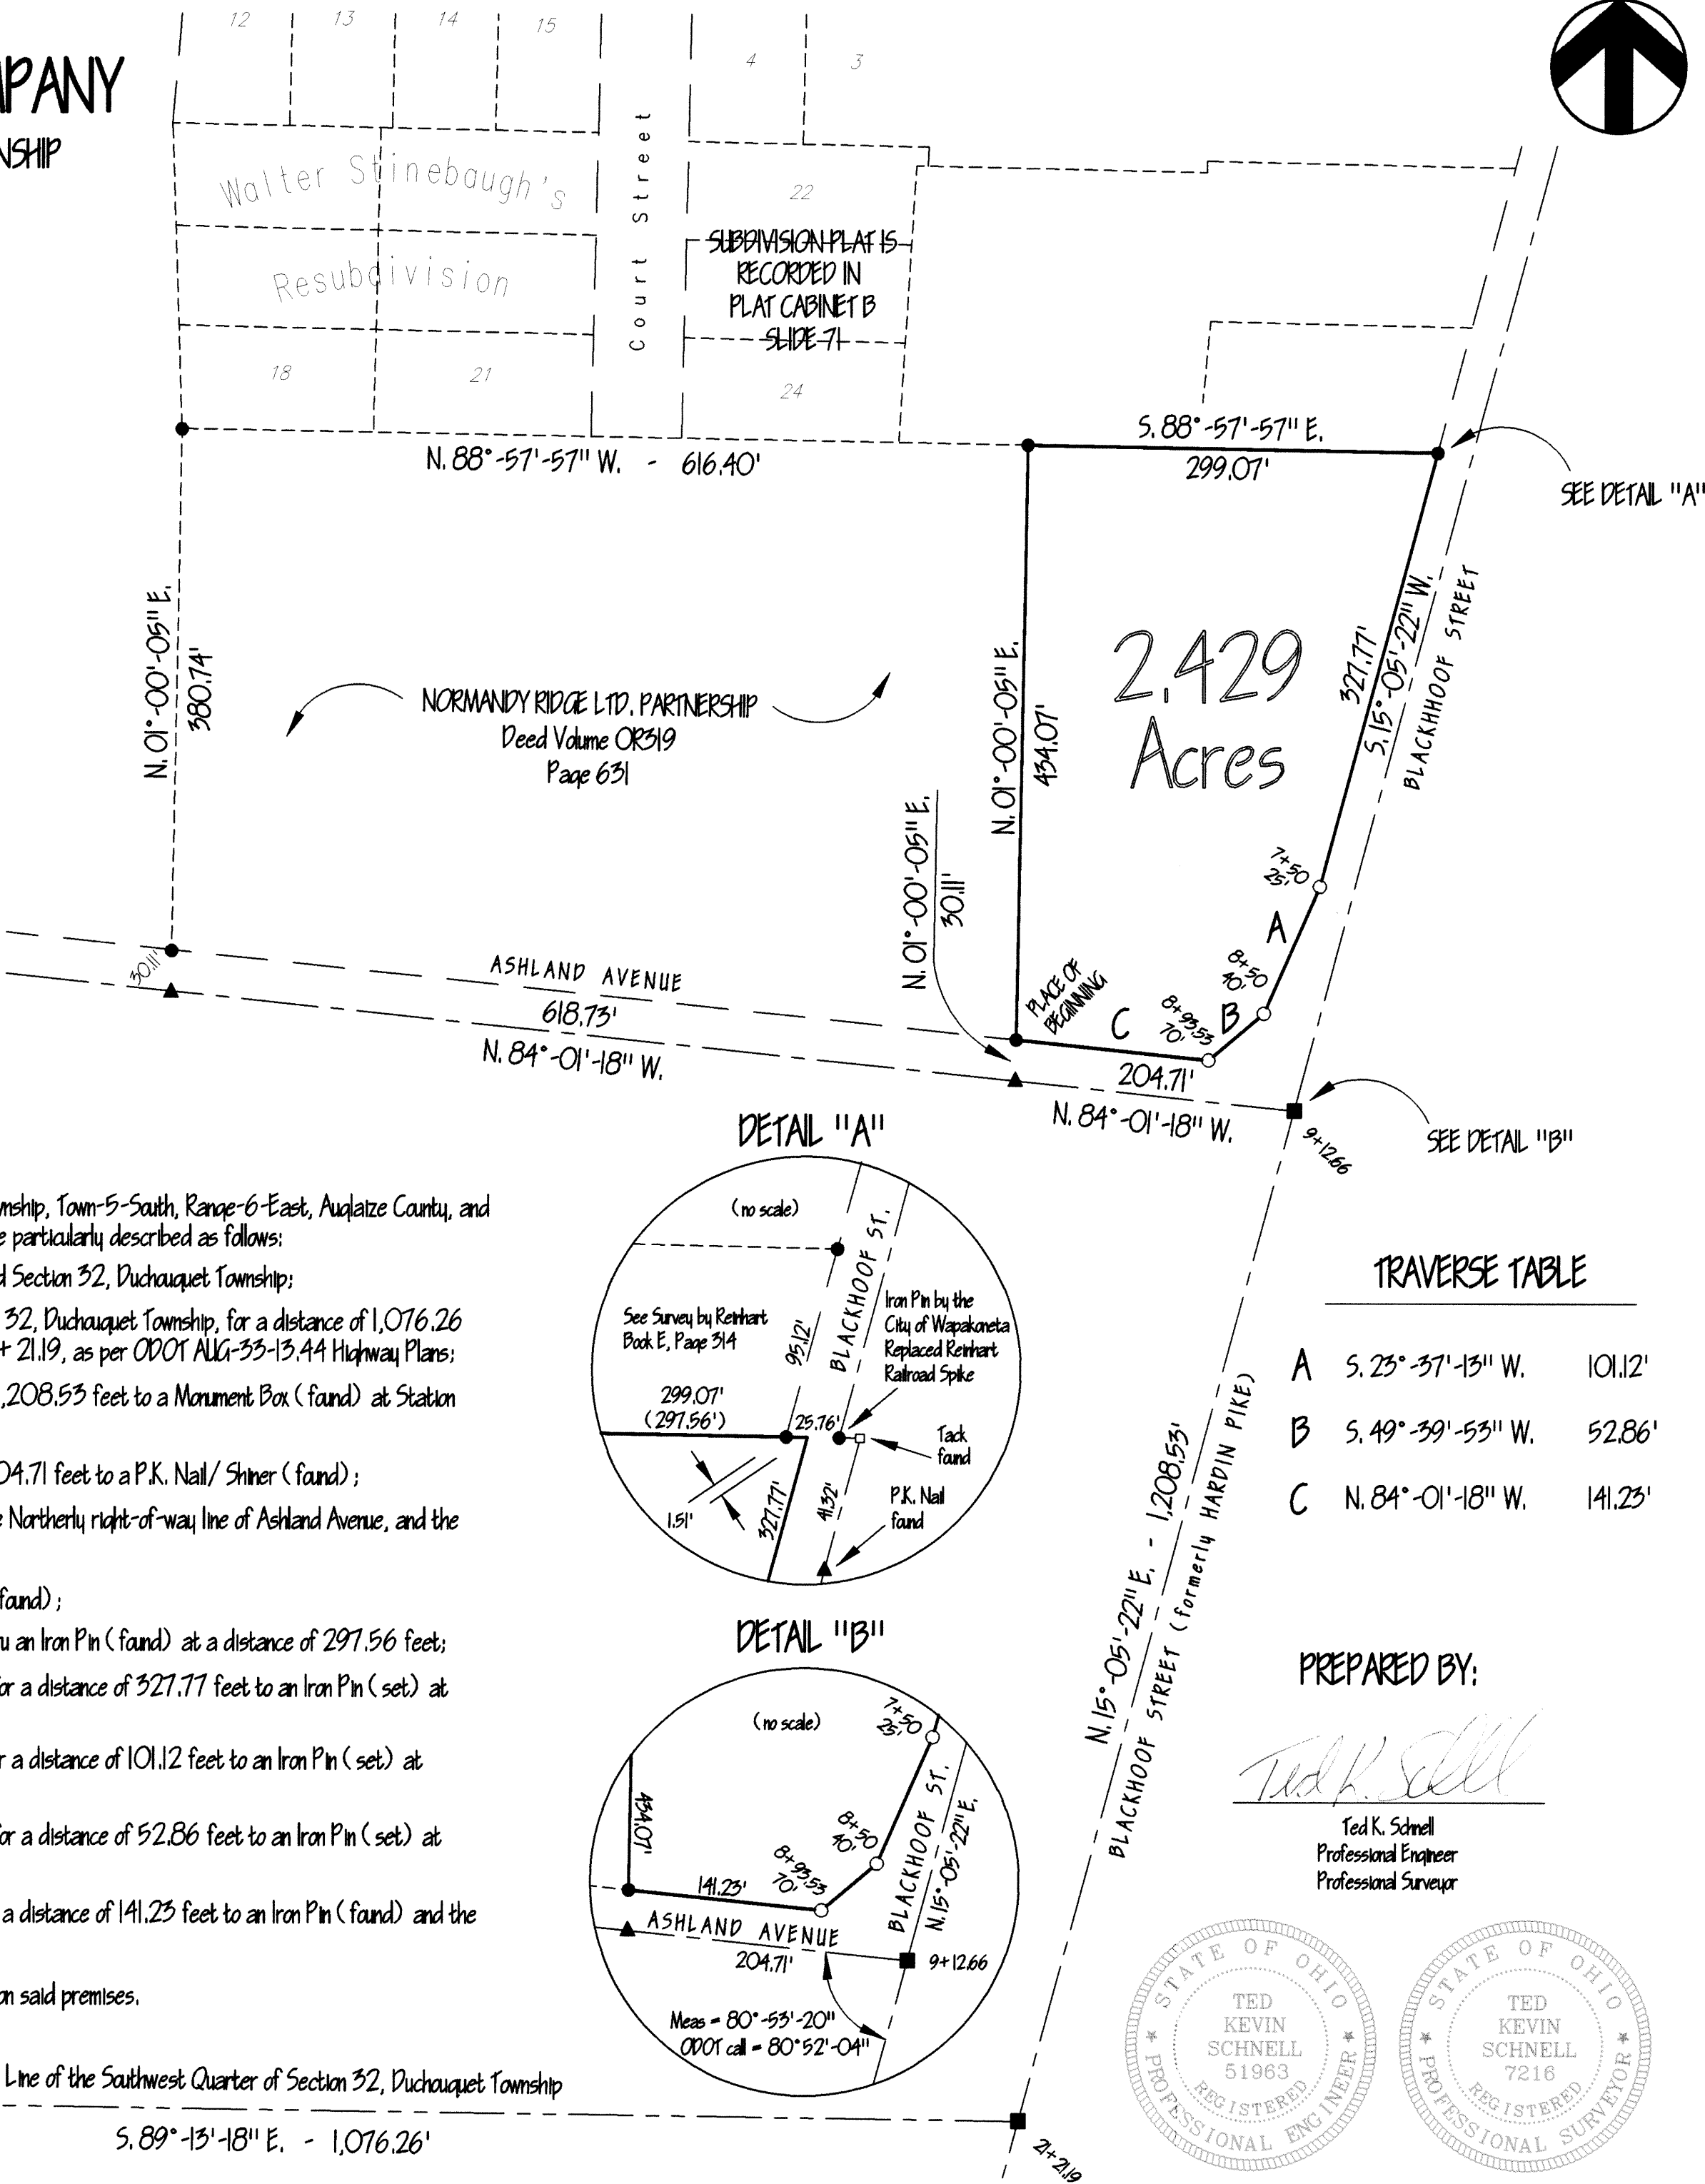 12
13
14
15
4
3
MPANY
NSHIP
Walter Stinebaugh's
Resubdivision
Court Street
22
SUBDIVISION PLAT IS
RECORDED IN
PLAT CABINET B
SLIDE 71
18
21
24
N. 88°-57'-57" W. - 616.40'
S. 88°-57'-57" E.
299.07'
SEE DETAIL "A"
N. 01°-00'-05" E.
380.74'
NORMANDY RIDGE LTD. PARTNERSHIP
Deed Volume OR319
Page 631
N. 01°-00'-05" E.
434.07'
2.429
Acres
327.77'
S. 15°-05'-22" W.
BLACKHHOOF STREET
N. 01°-00'-05" E.
30.11'
7+50
25'
A
8+50
40'
B
8+93.53
70'
C
PLACE OF
BEGINNING
30.11'
ASHLAND AVENUE
618.73'
N. 84°-01'-18" W.
204.71'
N. 84°-01'-18" W.
9+12.66
SEE DETAIL "B"
DETAIL "A"
(no scale)
See Survey by Reinhart
Book E, Page 314
BLACKHOOF ST.
95.12'
Iron Pin by the
City of Wapakoneta
Replaced Reinhart
Railroad Spike
299.07'
(297.56')
25.76'
Tack
found
P.K. Nail
found
1.51'
327.77'
41.32'
nship, Town-5-South, Range-6-East, Auglaize County, and
e particularly described as follows:
d Section 32, Duchouquet Township;
32, Duchouquet Township, for a distance of 1,076.26
+ 21.19, as per ODOT AUG-33-13.44 Highway Plans;
,208.53 feet to a Monument Box (found) at Station
04.71 feet to a P.K. Nail/ Shiner (found);
e Northerly right-of-way line of Ashland Avenue, and the
found);
u an Iron Pin (found) at a distance of 297.56 feet;
or a distance of 327.77 feet to an Iron Pin (set) at
r a distance of 101.12 feet to an Iron Pin (set) at
for a distance of 52.86 feet to an Iron Pin (set) at
a distance of 141.23 feet to an Iron Pin (found) and the
on said premises.
Line of the Southwest Quarter of Section 32, Duchouquet Township
S. 89°-13'-18" E. - 1,076.26'
TRAVERSE TABLE
A S. 23°-37'-13" W. 101.12'
B S. 49°-39'-53" W. 52.86'
C N. 84°-01'-18" W. 141.23'
N. 15°-05'-22" E. - 1,208.53'
BLACKHOOF STREET (formerly HARDIN PIKE)
21+21.19
DETAIL "B"
(no scale)
7+50
25'
434.07'
8+50
40'
8+93.53
70'
141.23'
BLACKHOOF ST.
N. 15°-05'-22" E.
ASHLAND AVENUE
204.71'
9+12.66
Meas = 80°-53'-20"
ODOT call = 80°52'-04"
PREPARED BY:
Ted K. Schnell
Ted K. Schnell
Professional Engineer
Professional Surveyor
STATE OF OHIO
TED
KEVIN
SCHNELL
51963
REGISTERED
PROFESSIONAL ENGINEER
STATE OF OHIO
TED
KEVIN
SCHNELL
7216
REGISTERED
PROFESSIONAL SURVEYOR